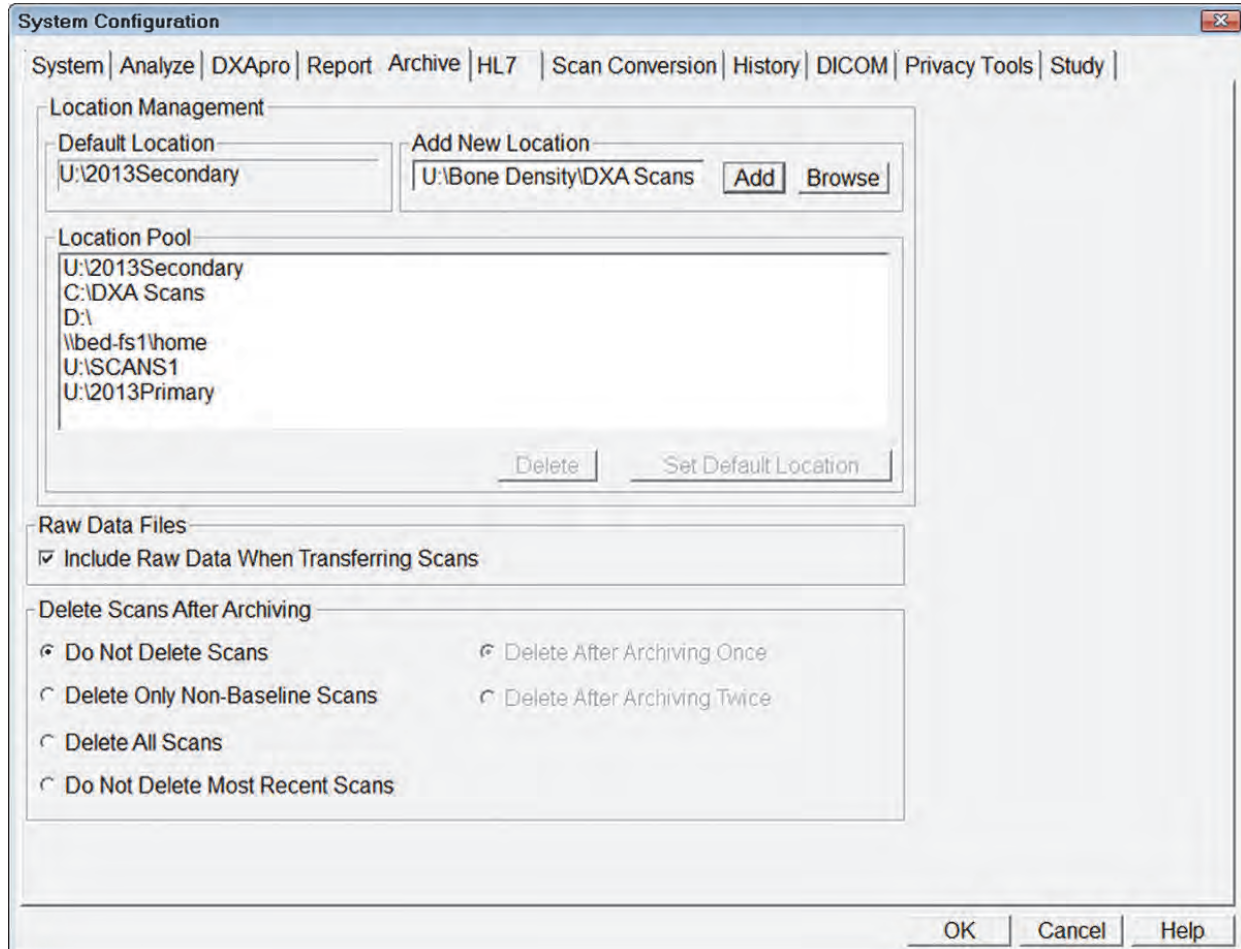 System Configuration
System Analyze DXApro Report Archive HL7 Scan Conversion History DICOM Privacy Tools Study
Location Management
Default Location
U:\2013Secondary
Add New Location
U:\Bone Density\DXA Scans Add Browse
Location Pool
U:\2013Secondary
C:\DXA Scans
D:\
\\bed-fs1\home
U:\SCANS1
U:\2013Primary
Delete Set Default Location
Raw Data Files
Include Raw Data When Transferring Scans
Delete Scans After Archiving
Do Not Delete Scans Delete After Archiving Once
Delete Only Non-Baseline Scans Delete After Archiving Twice
Delete All Scans
Do Not Delete Most Recent Scans
OK Cancel Help